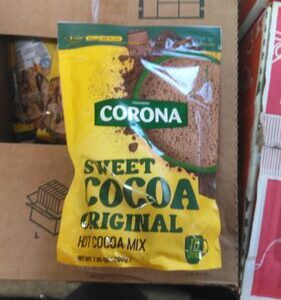 CORONA
SWEET
COCOA
ORIGINAL
HOT COCOA MIX
L